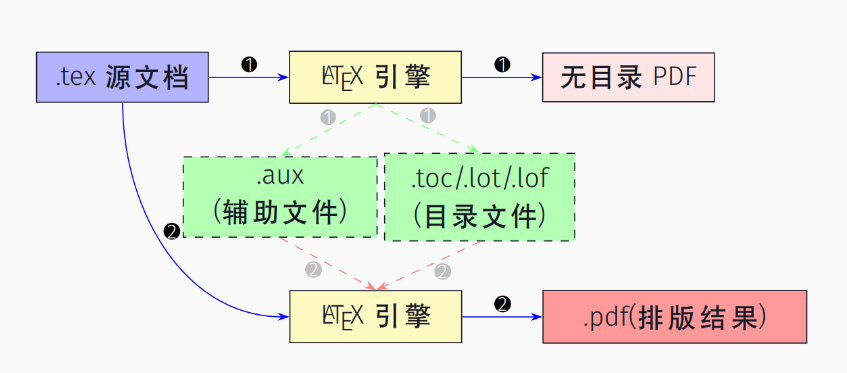 .tex 源文档
❶
LATEX 引擎
❶
无目录 PDF
❶
❶
.aux
(辅助文件)
.toc/.lot/.lof
(目录文件)
❷
❷
❷
LATEX 引擎
❷
.pdf(排版结果)